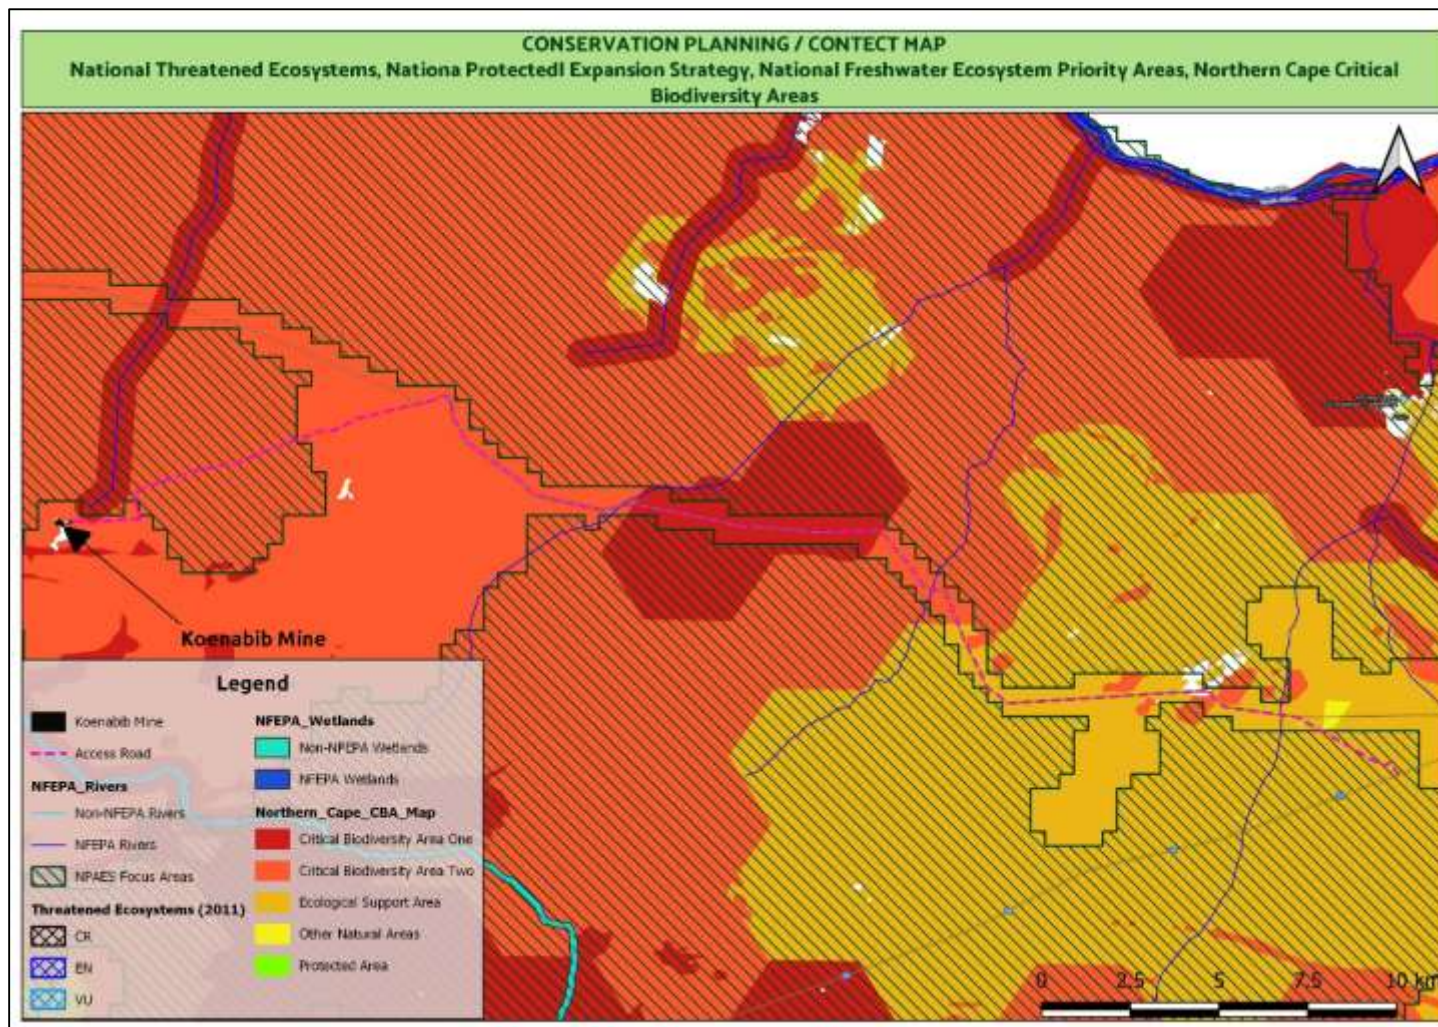 CONSERVATION PLANNING / CONTECT MAP
National Threatened Ecosystems, Nationa Protectedl Expansion Strategy, National Freshwater Ecosystem Priority Areas, Northern Cape Critical
Biodiversity Areas
Koenabib Mine
Legend
Koenabib Mine
Access Road
NFEPA_Rivers
Non-NFEPA Rivers
NFEPA Rivers
NPAES Focus Areas
Threatened Ecosystems (2011)
CR
EN
VU
NFEPA_Wetlands
Non-NFEPA Wetlands
NFEPA Wetlands
Northern_Cape_CBA_Map
Critical Biodiversity Area One
Critical Biodiversity Area Two
Ecological Support Area
Other Natural Areas
Protected Area
0 2.5 5 7.5 10 km